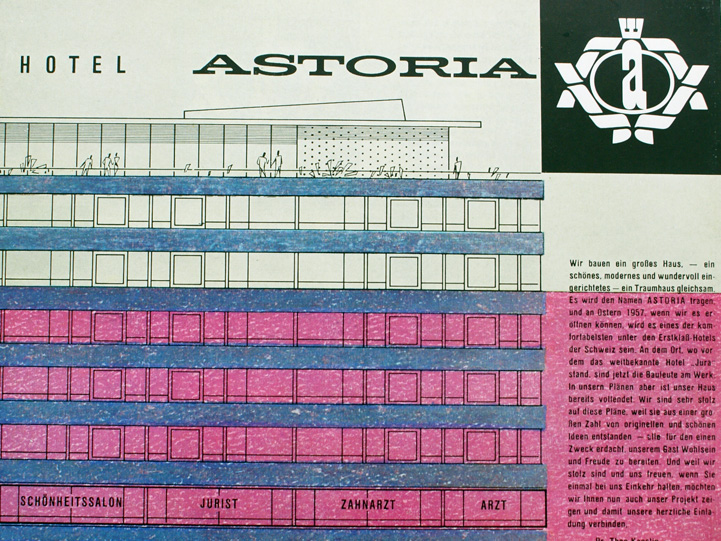 HOTEL ASTORIA
a
Wir bauen ein großes Haus, — ein
schönes, modernes und wundervoll ein-
gerichtetes — ein Traumhaus gleichsam.
Es wird den Namen ASTORIA tragen,
und an Ostern 1957, wenn wir es er-
öffnen können, wird es eines der kom-
fortabelsten unter den Erstklaß-Hotels
der Schweiz sein. An dem Ort, wo vor-
dem das weitbekannte Hotel „Jura"
stand, sind jetzt die Bauleute am Werk.
In unsern Plänen aber ist unser Haus
bereits vollendet. Wir sind sehr stolz
auf diese Pläne, weil sie aus einer gro-
ßen Zahl von originellen und schönen
Ideen entstanden — alle für den einen
Zweck erdacht, unserem Gast Wohlsein
und Freude zu bereiten. Und weil wir
stolz sind und uns freuen, wenn Sie
einmal bei uns Einkehr halten, möchten
wir Ihnen nun auch unser Projekt zei-
gen und damit unsere herzliche Einla-
dung verbinden.
Dr. Theo
SCHÖNHEITSSALON JURIST ZAHNARZT ARZT